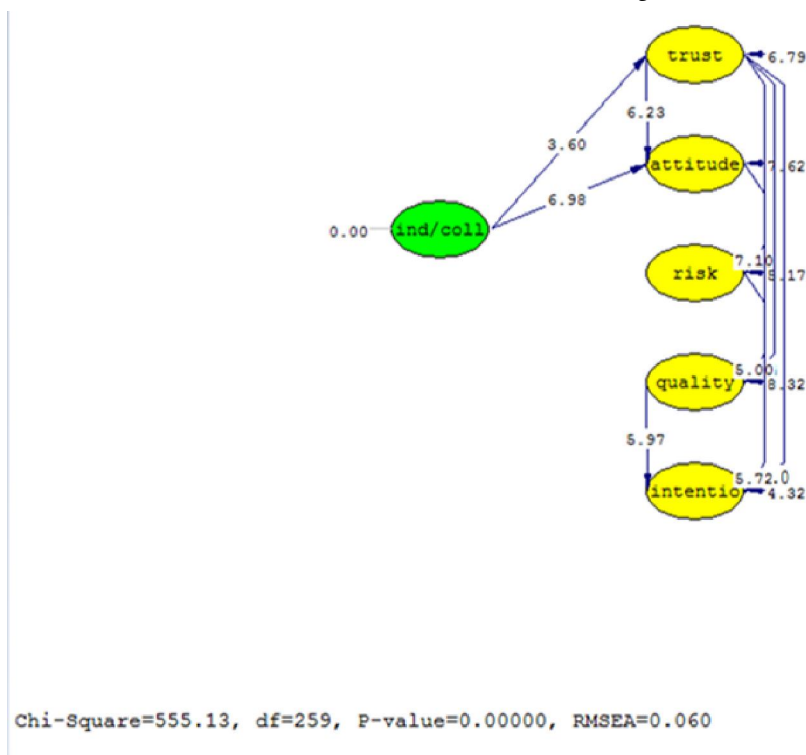 trust
6.79
6.23
3.60
attitude
7.62
6.98
0.00
ind/coll
7.10
risk
quality
5.00
8.32
5.97
intentio
5.72
4.32
Chi-Square=555.13, df=259, P-value=0.00000, RMSEA=0.060